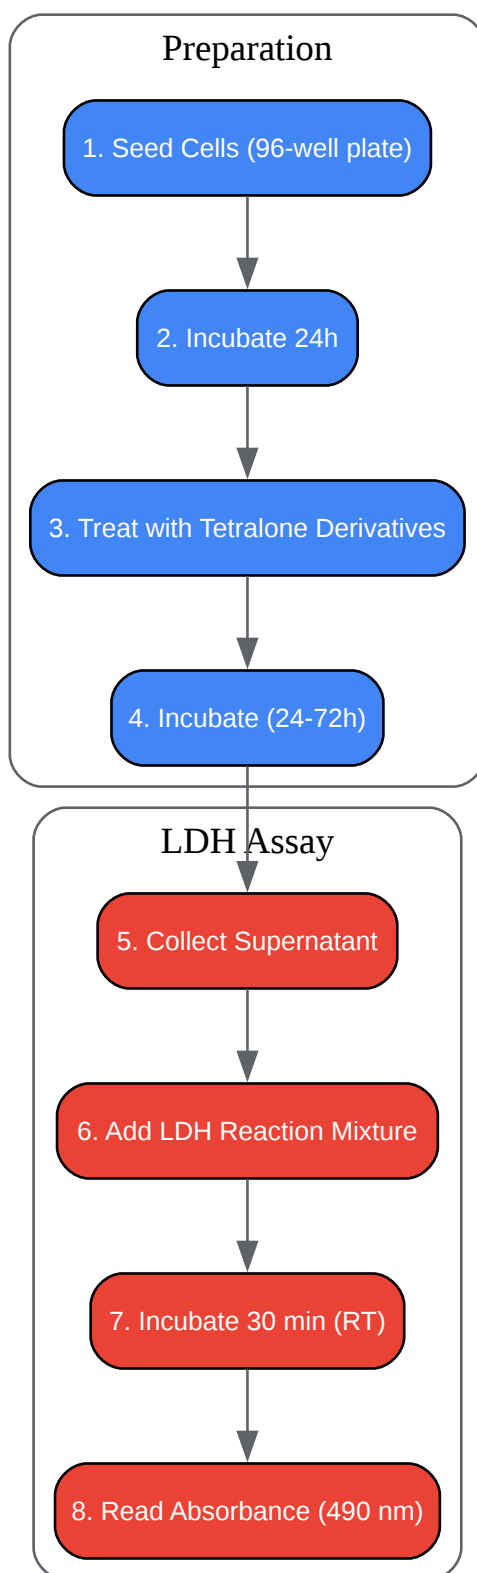 Preparation
1. Seed Cells (96-well plate)
2. Incubate 24h
3. Treat with Tetralone Derivatives
4. Incubate (24-72h)
LDH Assay
5. Collect Supernatant
6. Add LDH Reaction Mixture
7. Incubate 30 min (RT)
8. Read Absorbance (490 nm)